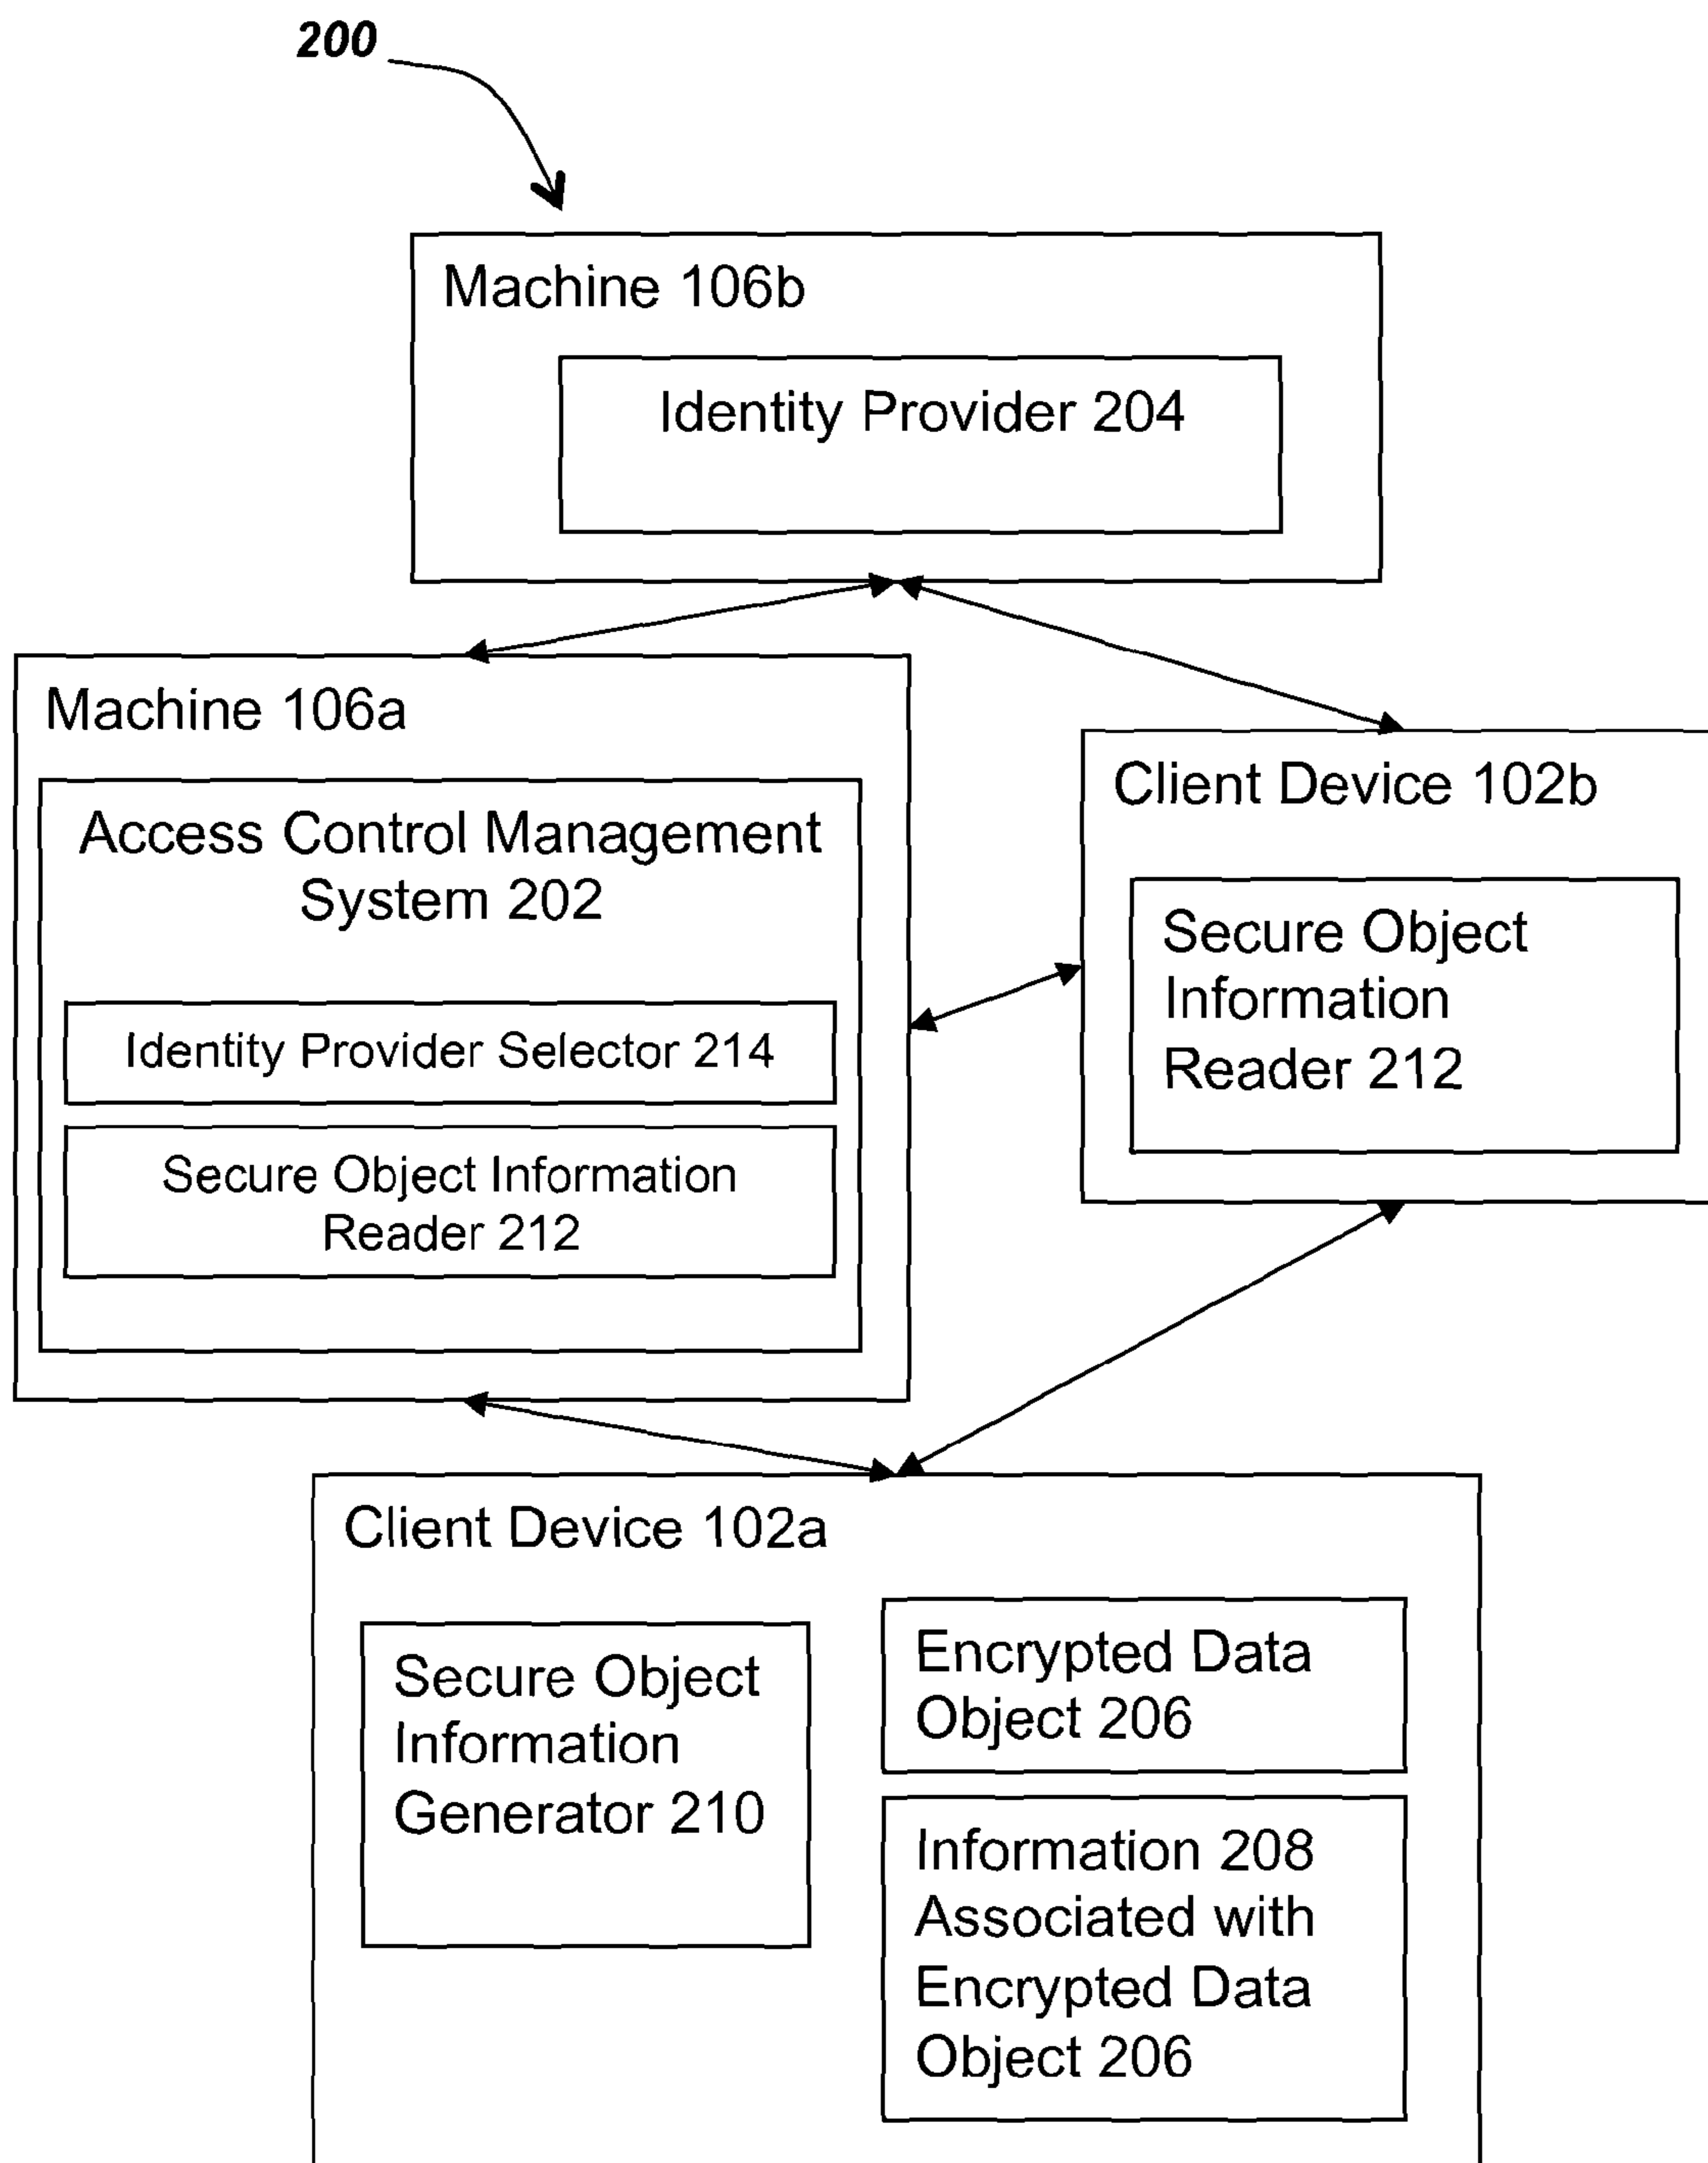 200
Machine 106b
Identity Provider 204
Machine 106a
Access Control Management
System 202
Identity Provider Selector 214
Secure Object Information
Reader 212
Client Device 102b
Secure Object
Information
Reader 212
Client Device 102a
Secure Object
Information
Generator 210
Encrypted Data
Object 206
Information 208
Associated with
Encrypted Data
Object 206